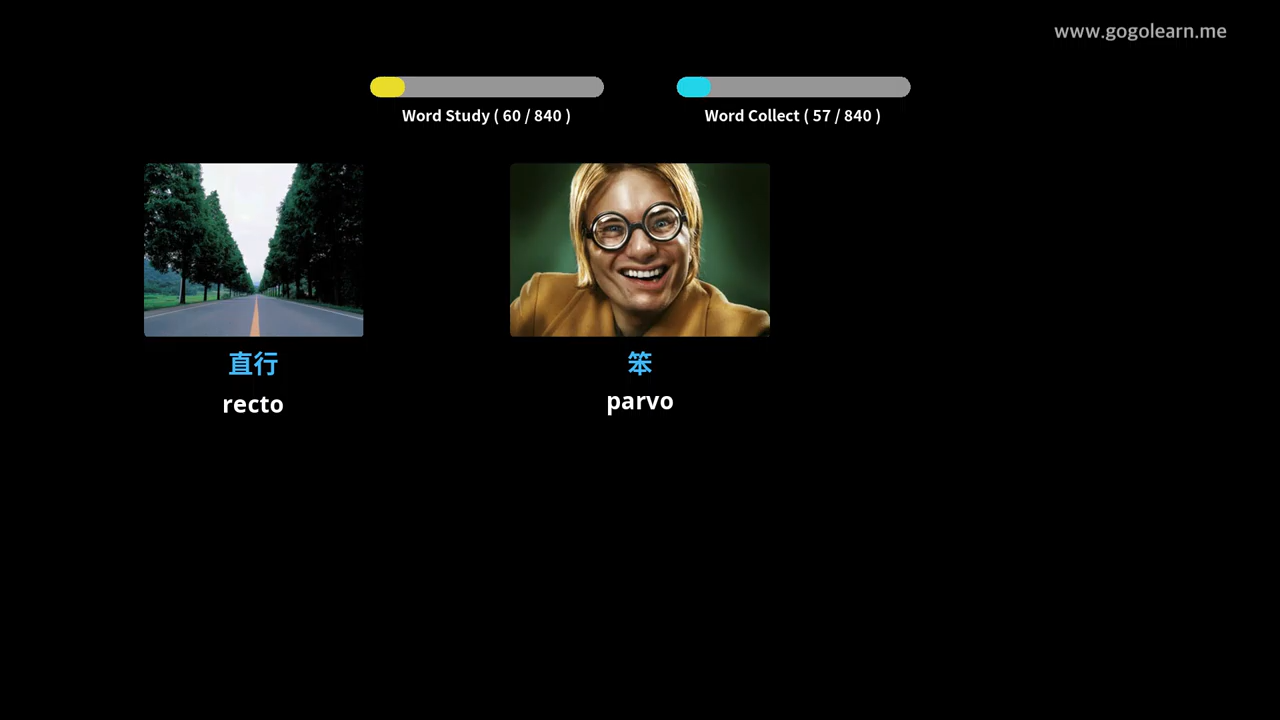 www.gogolearn.me
Word Study ( 60 / 840 )
Word Collect ( 57 / 840 )
直行
recto
笨
parvo